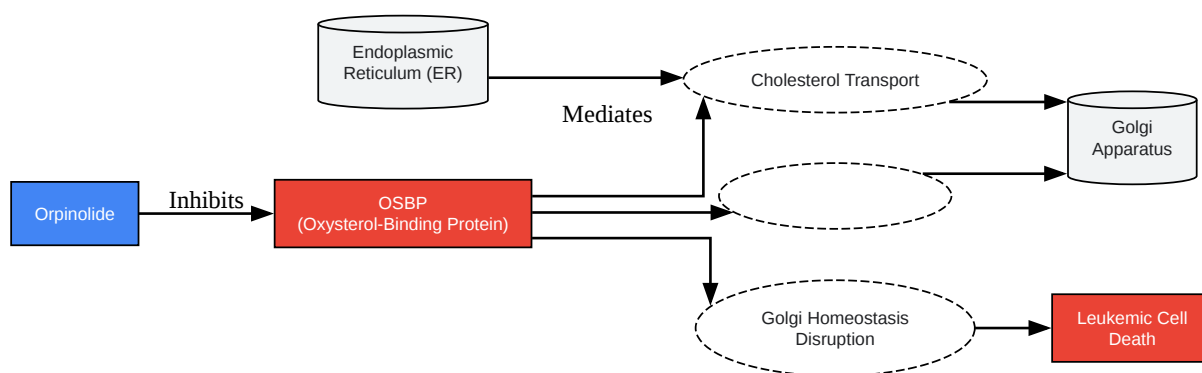 Endoplasmic
Reticulum (ER)
Cholesterol Transport
Mediates
Golgi
Apparatus
Orpinolide
Inhibits
OSBP
(Oxysterol-Binding Protein)
Golgi Homeostasis
Disruption
Leukemic Cell
Death